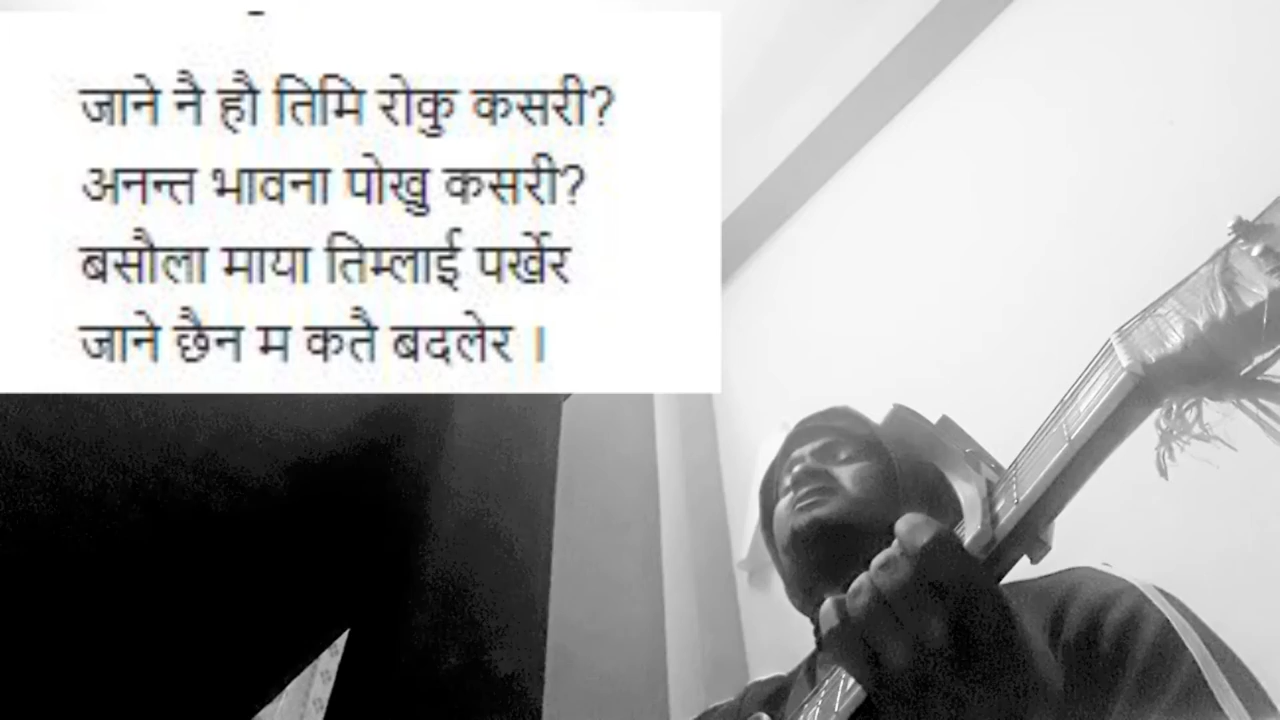 जाने नै हौ तिमि रोकु कसरी?
अनन्त भावना पोखु कसरी?
बसौला माया तिम्लाई पर्खेर
जाने छैन म कतै बदलेर ।